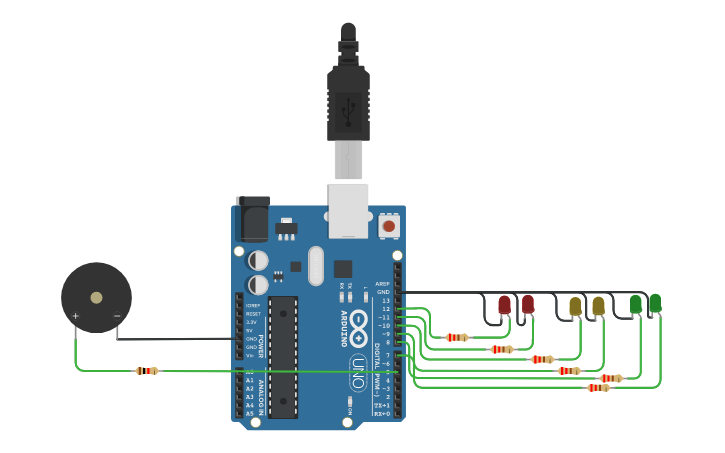 AREF
GND
13
12
~11
~10
~9
8
7
~6
~5
4
~3
2
TX→1
RX←0
DIGITAL (PWM~)
IOREF
RESET
3.3V
5V
GND
GND
Vin
POWER
A0
A1
A2
A3
A4
A5
ANALOG IN
RX
TX
L
ARDUINO
UNO
ON
+
−